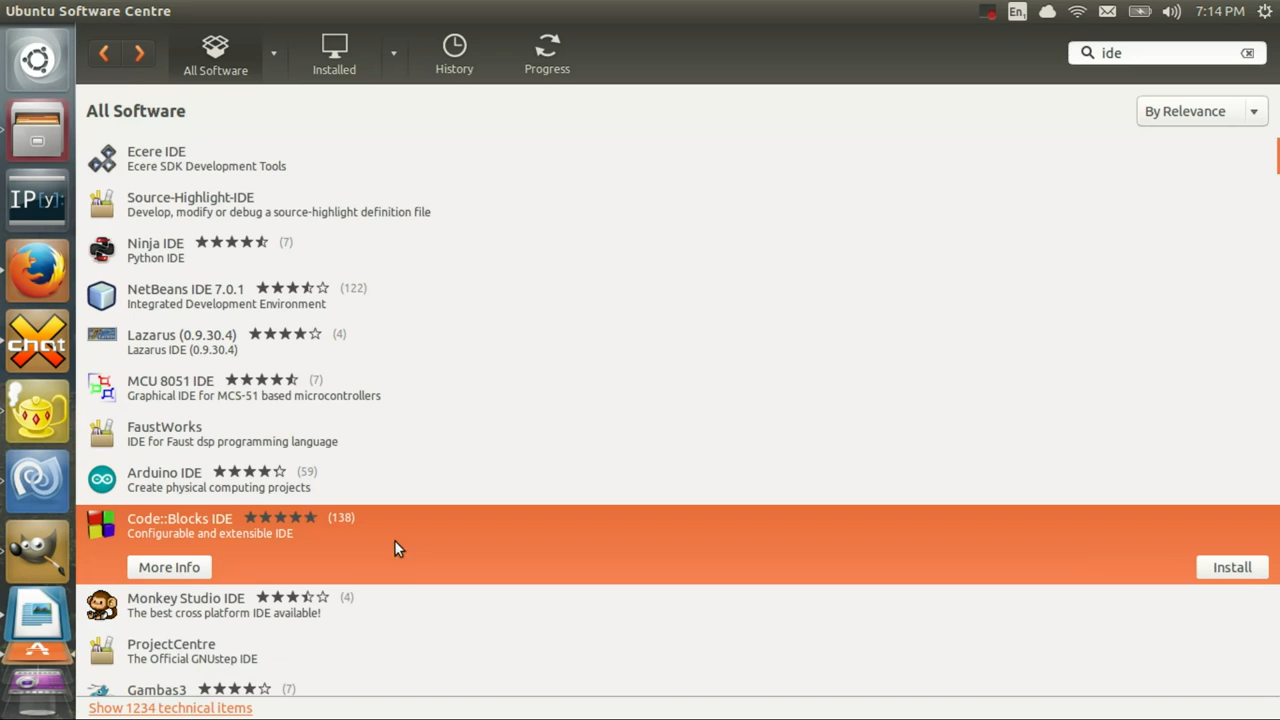 Ubuntu Software Centre
En1
7:14 PM
All Software
Installed
History
Progress
ide
All Software
By Relevance
Ecere IDE
Ecere SDK Development Tools
Source-Highlight-IDE
Develop, modify or debug a source-highlight definition file
Ninja IDE (7)
Python IDE
NetBeans IDE 7.0.1 (122)
Integrated Development Environment
Lazarus (0.9.30.4) (4)
Lazarus IDE (0.9.30.4)
MCU 8051 IDE (7)
Graphical IDE for MCS-51 based microcontrollers
FaustWorks
IDE for Faust dsp programming language
Arduino IDE (59)
Create physical computing projects
Code::Blocks IDE (138)
Configurable and extensible IDE
More Info
Install
Monkey Studio IDE (4)
The best cross platform IDE available!
ProjectCentre
The Official GNUstep IDE
Gambas3 (7)
Show 1234 technical items
IP[y]:
chat